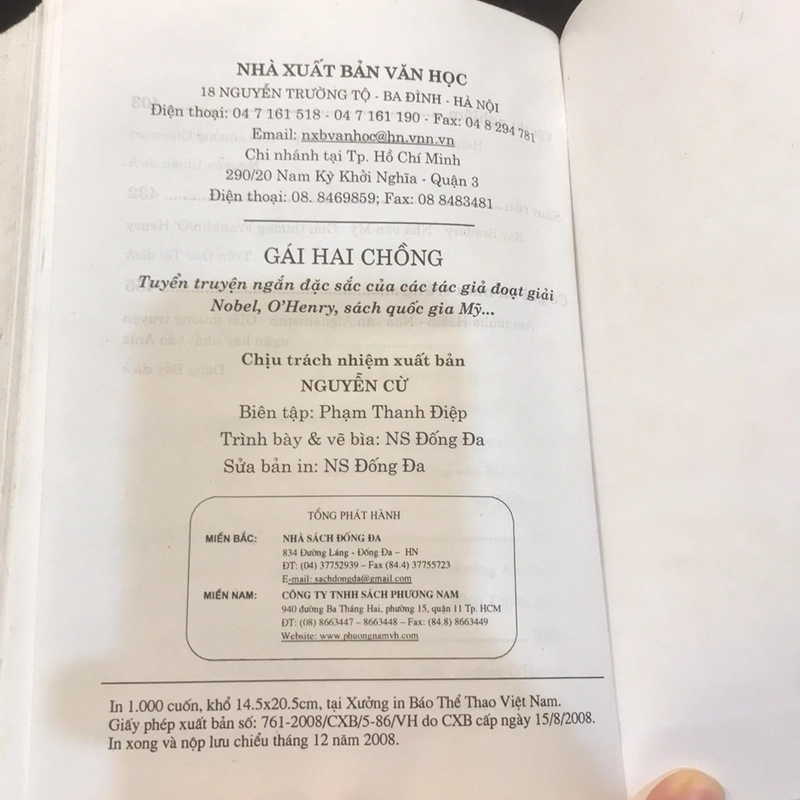 NHÀ XUẤT BẢN VĂN HỌC
18 NGUYỄN TRƯỜNG TỘ - BA ĐÌNH - HÀ NỘI
Điện thoại: 04 7 161 518 - 04 7 161 190 - Fax: 04 8 294 781
Email: nxbvanhoc@hn.vnn.vn
Chi nhánh tại Tp. Hồ Chí Minh
290/20 Nam Kỳ Khởi Nghĩa - Quận 3
Điện thoại: 08. 8469859; Fax: 08 8483481
GÁI HAI CHỒNG
Tuyển truyện ngắn đặc sắc của các tác giả đoạt giải
Nobel, O'Henry, sách quốc gia Mỹ...
Chịu trách nhiệm xuất bản
NGUYỄN CỪ
Biên tập: Phạm Thanh Điệp
Trình bày & vẽ bìa: NS Đống Đa
Sửa bản in: NS Đống Đa
TỔNG PHÁT HÀNH
MIỀN BẮC: NHÀ SÁCH ĐỐNG ĐA
834 Đường Láng - Đống Đa – HN
ĐT: (04) 37752939 – Fax (84.4) 37755723
E-mail: sachdongda@gmail.com
MIỀN NAM: CÔNG TY TNHH SÁCH PHƯƠNG NAM
940 đường Ba Tháng Hai, phường 15, quận 11 Tp. HCM
ĐT: (08) 8663447 – 8663448 – Fax: (84.8) 8663449
Website: www.phuongnamvh.com
In 1.000 cuốn, khổ 14.5x20.5cm, tại Xưởng in Báo Thể Thao Việt Nam.
Giấy phép xuất bản số: 761-2008/CXB/5-86/VH do CXB cấp ngày 15/8/2008.
In xong và nộp lưu chiểu tháng 12 năm 2008.